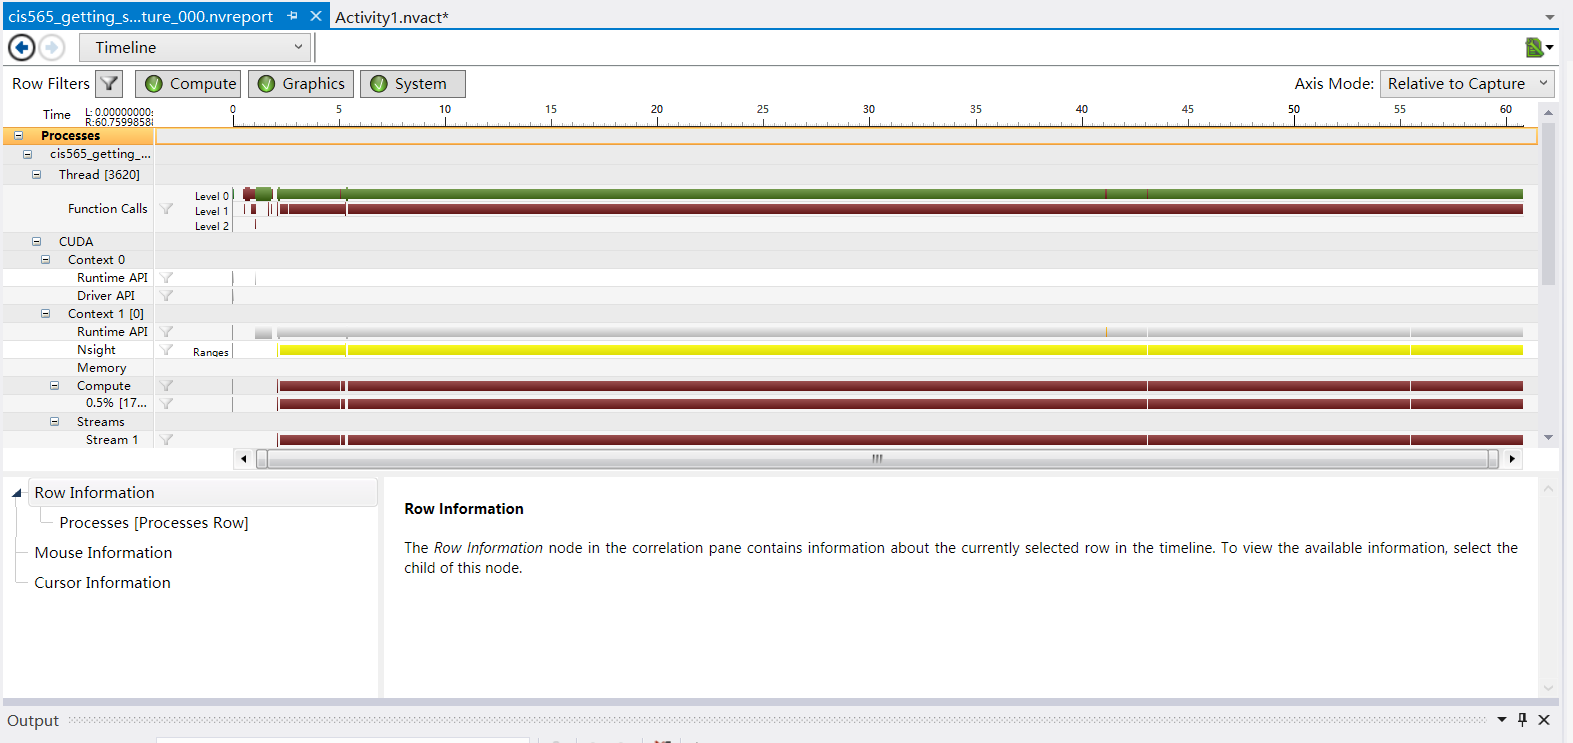 cis565_getting_s...ture_000.nvreport Activity1.nvact*
Timeline
Row Filters Compute Graphics System Axis Mode: Relative to Capture
Time L: 0.00000000: 0 5 10 15 20 25 30 35 40 45 50 55 60
R:60.7599858
Processes
cis565_getting_...
Thread [3620]
Level 0
Function Calls Level 1
Level 2
CUDA
Context 0
Runtime API
Driver API
Context 1 [0]
Runtime API
Nsight Ranges
Memory
Compute
0.5% [17...
Streams
Stream 1
Row Information
Processes [Processes Row]
Mouse Information
Cursor Information
Row Information
The Row Information node in the correlation pane contains information about the currently selected row in the timeline. To view the available information, select the
child of this node.
Output